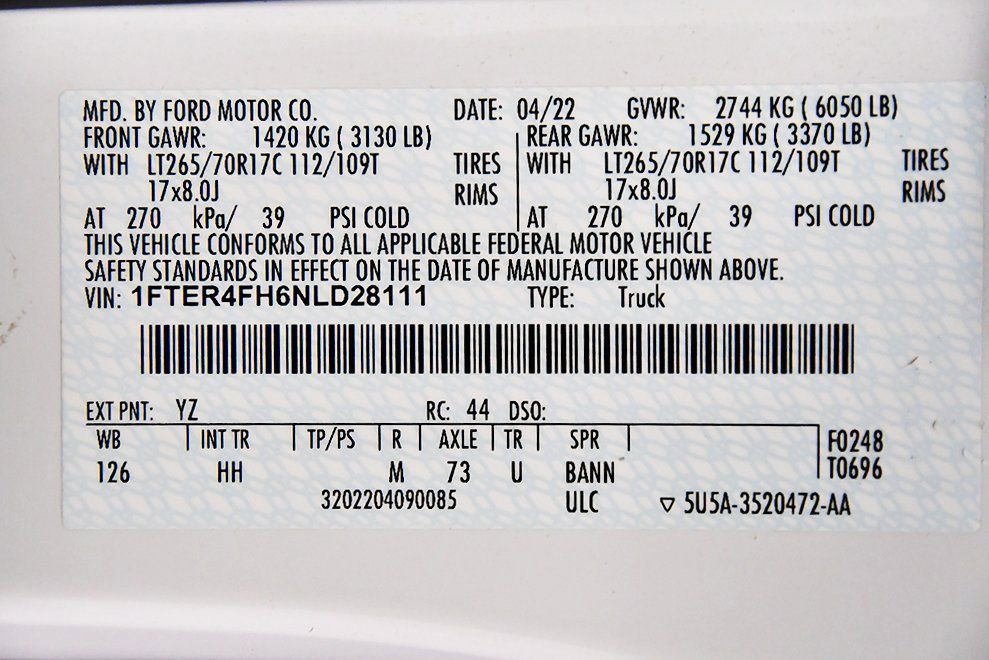 MFD. BY FORD MOTOR CO. DATE: 04/22 GVWR: 2744 KG ( 6050 LB)
FRONT GAWR: 1420 KG ( 3130 LB) REAR GAWR: 1529 KG ( 3370 LB)
WITH LT265/70R17C 112/109T TIRES WITH LT265/70R17C 112/109T TIRES
17x8.0J RIMS 17x8.0J RIMS
AT 270 kPa/ 39 PSI COLD AT 270 kPa/ 39 PSI COLD
THIS VEHICLE CONFORMS TO ALL APPLICABLE FEDERAL MOTOR VEHICLE
SAFETY STANDARDS IN EFFECT ON THE DATE OF MANUFACTURE SHOWN ABOVE.
VIN: 1FTER4FH6NLD28111 TYPE: Truck
EXT PNT: YZ RC: 44 DSO:
WB INT TR TP/PS R AXLE TR SPR F0248
126 HH M 73 U BANN T0696
3202204090085 ULC ▽ 5U5A-3520472-AA